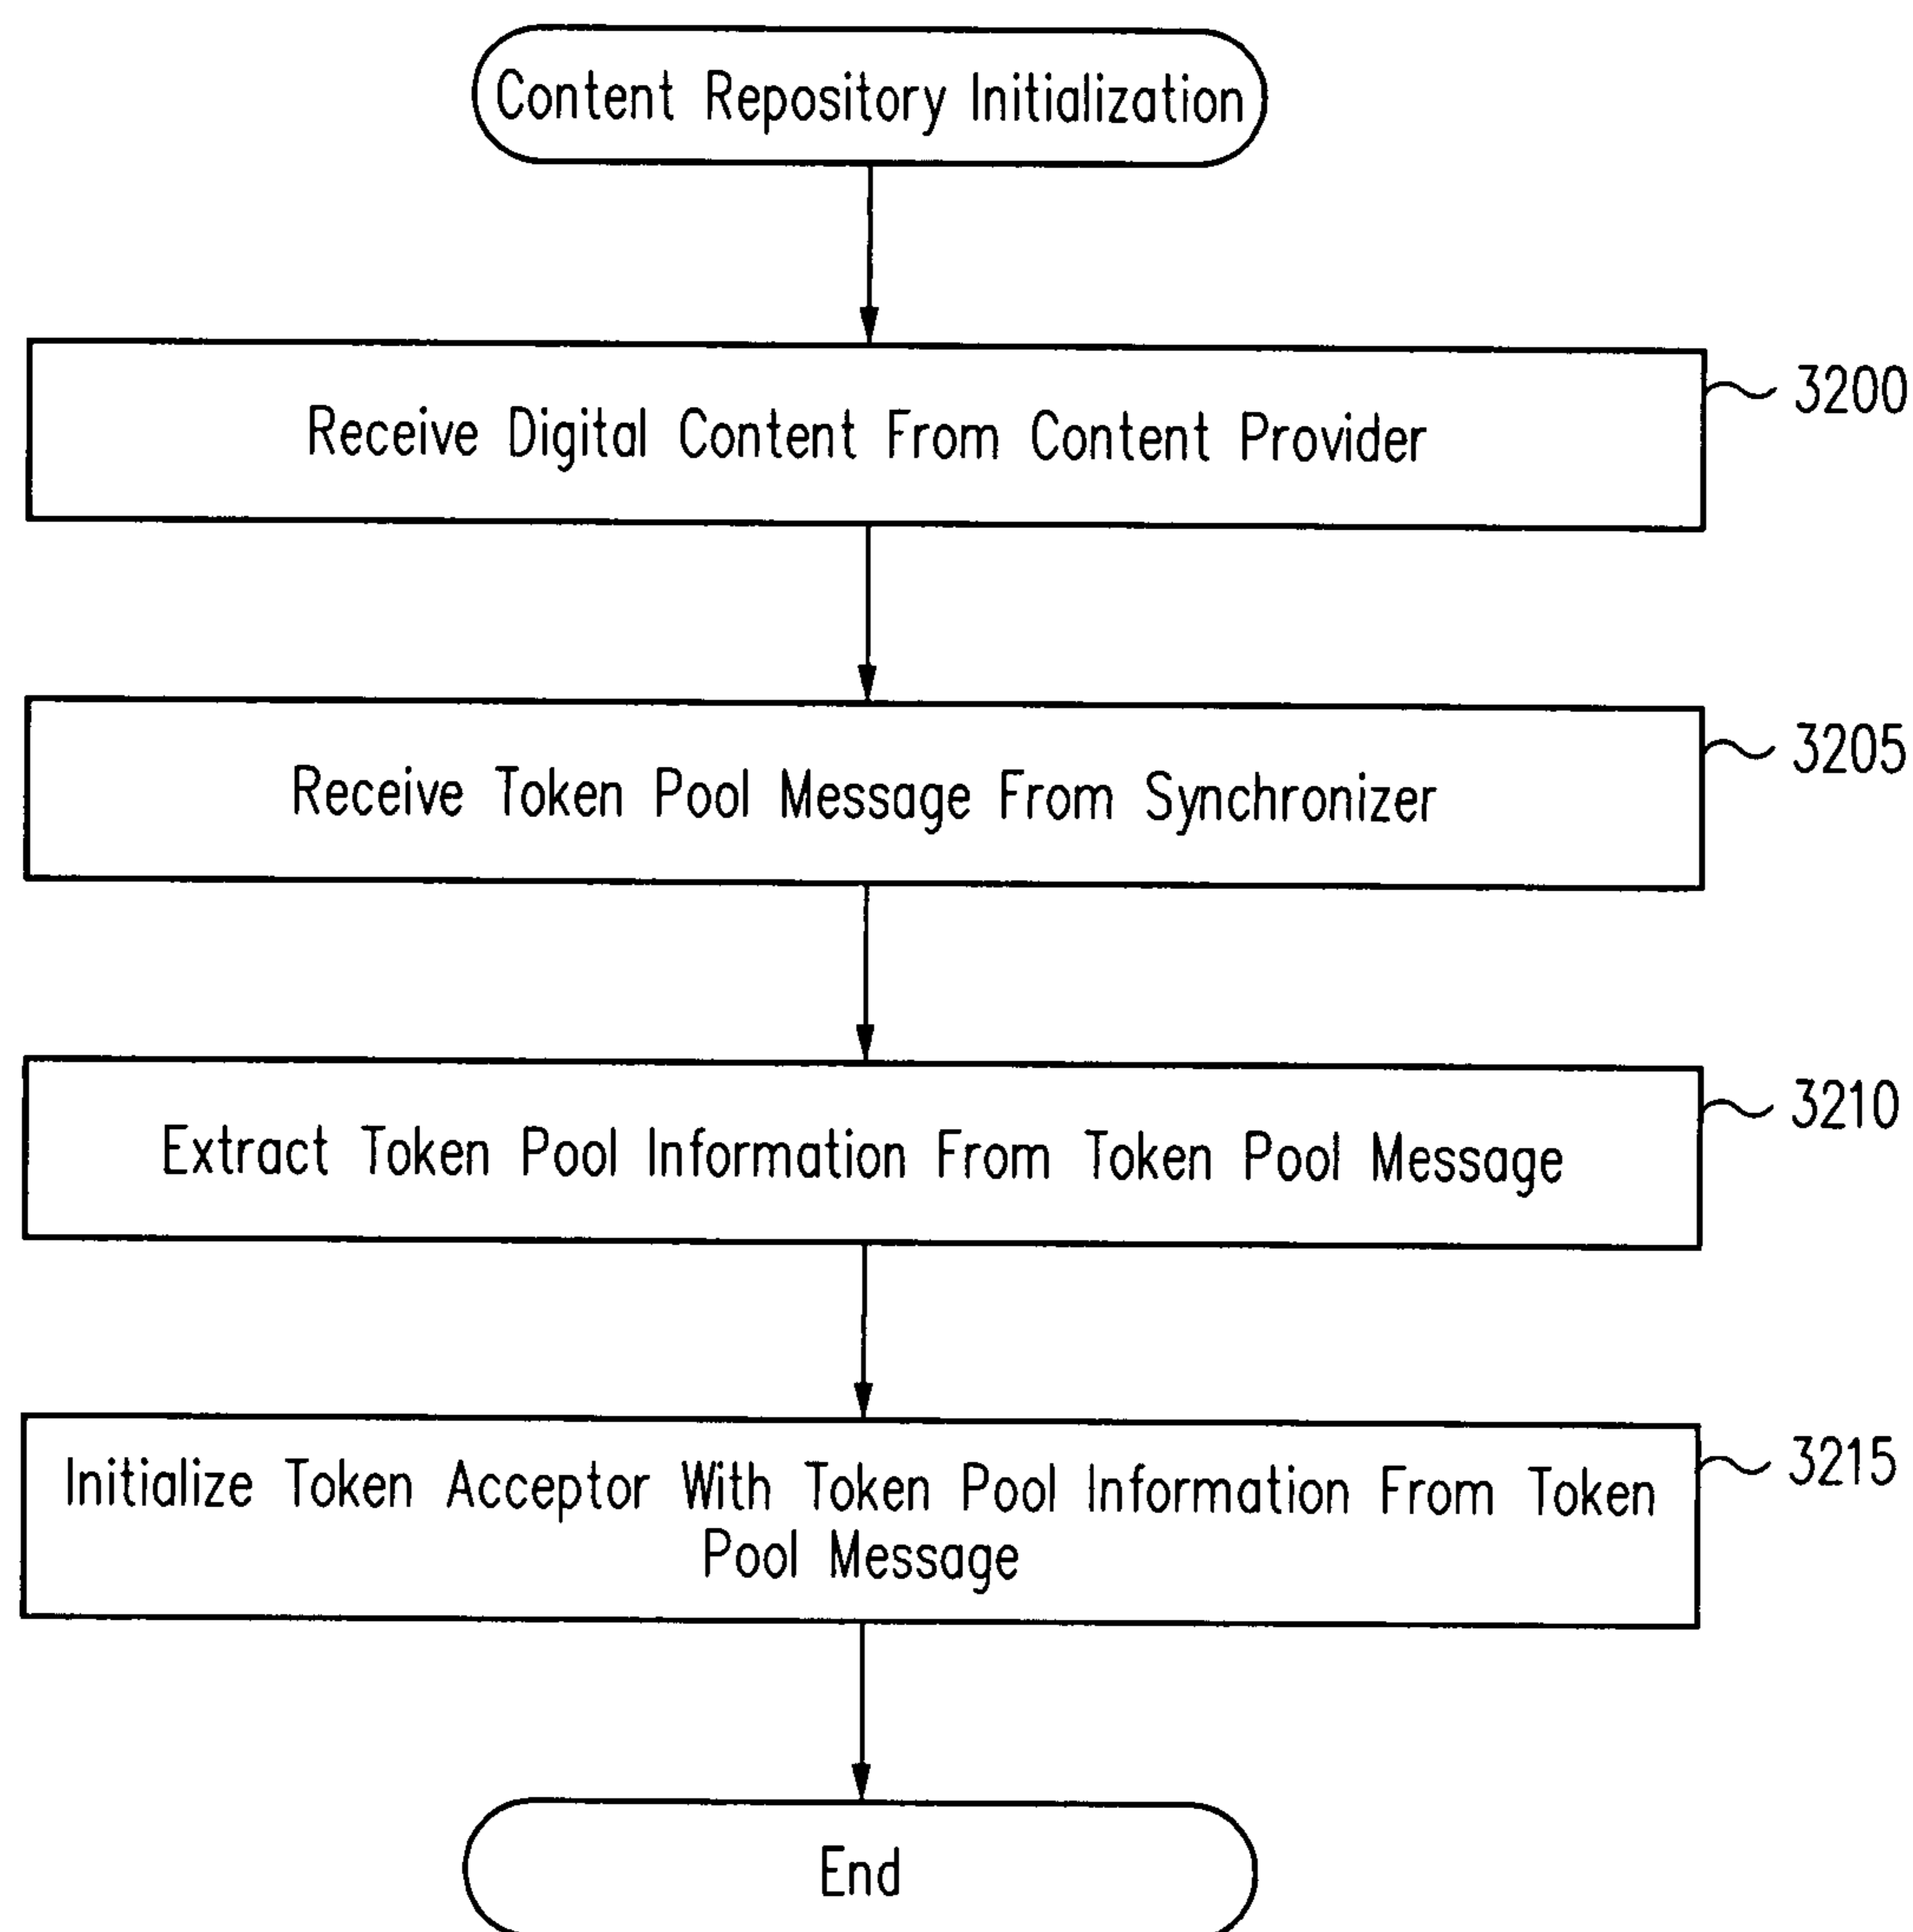 Content Repository Initialization
Receive Digital Content From Content Provider
3200
Receive Token Pool Message From Synchronizer
3205
Extract Token Pool Information From Token Pool Message
3210
Initialize Token Acceptor With Token Pool Information From Token
Pool Message
3215
End